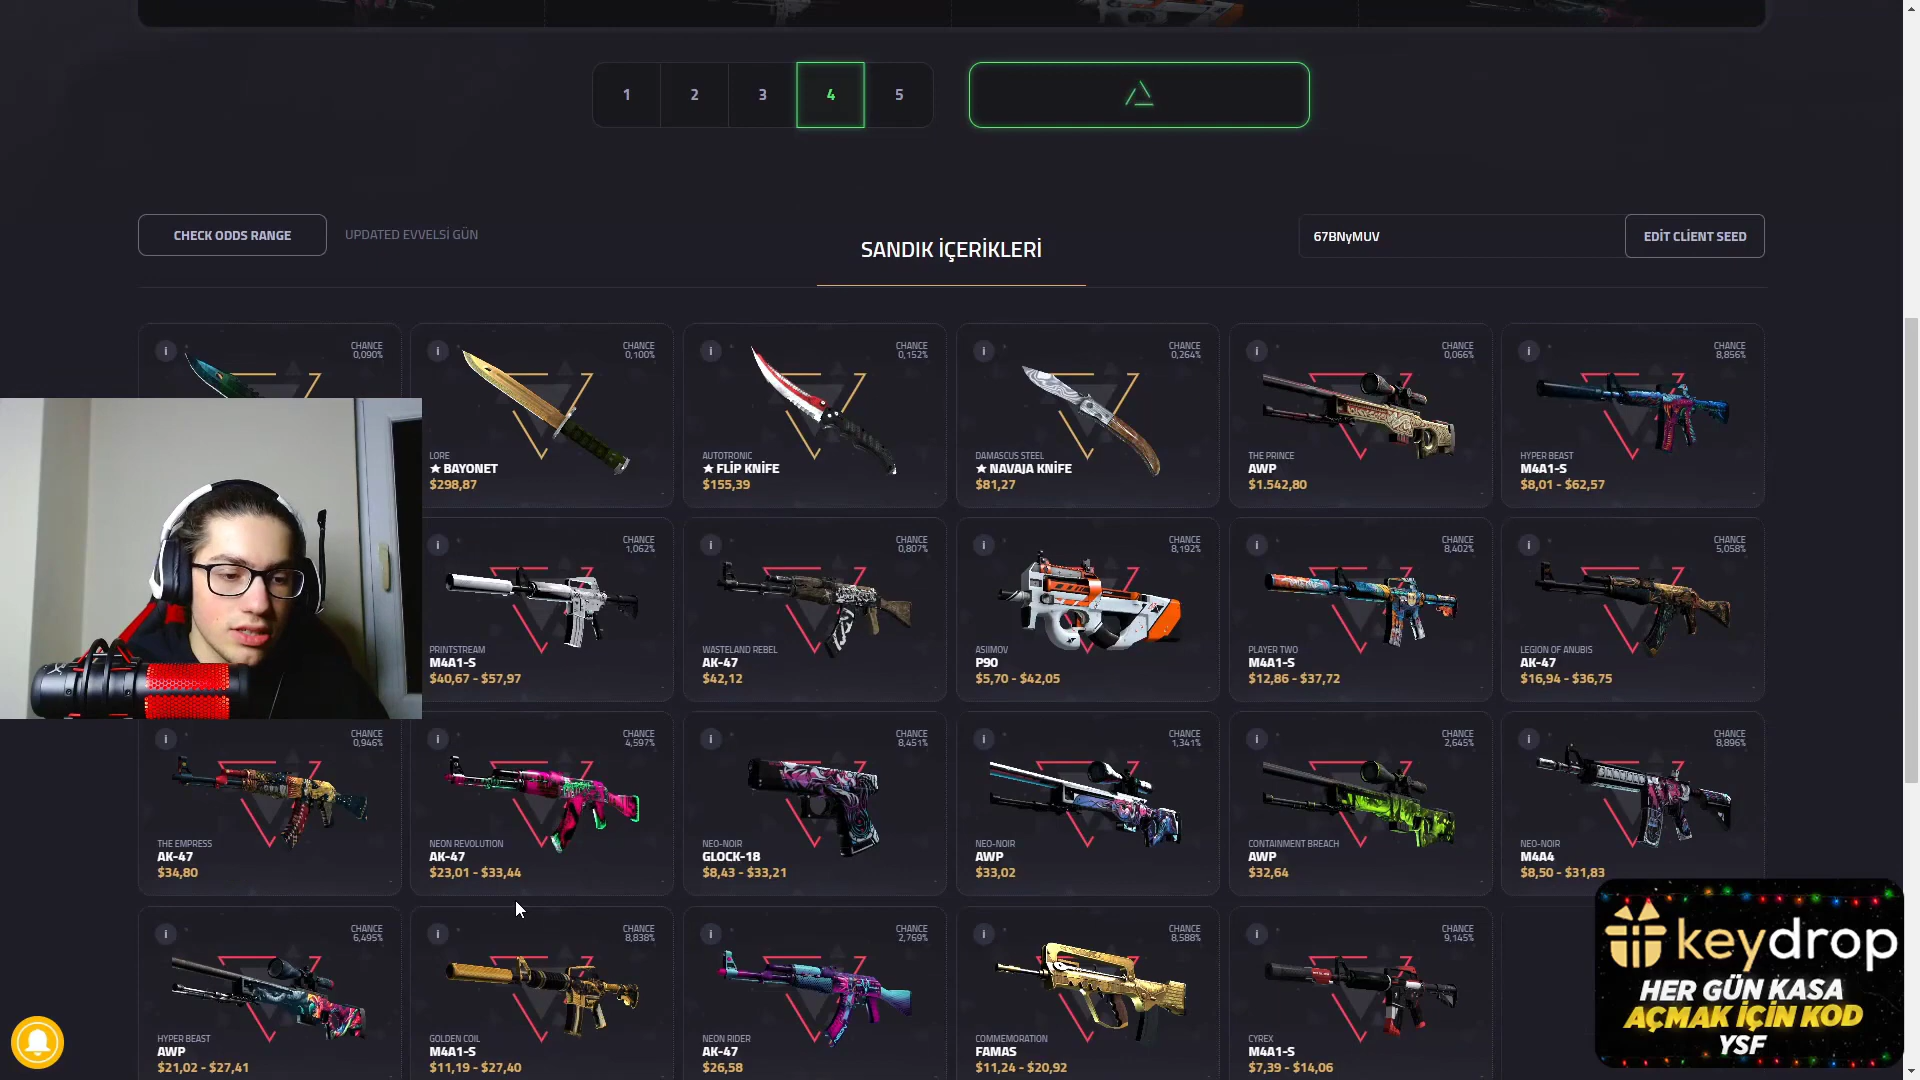 1
2
3
4
5
CHECK ODDS RANGE
UPDATED EVVELSİ GÜN
SANDIK İÇERİKLERİ
67BNyMUV
EDİT CLİENT SEED
i
CHANCE
0,090%
i
CHANCE
0,100%
LORE
★ BAYONET
$298,87
i
CHANCE
0,152%
AUTOTRONIC
★ FLİP KNİFE
$155,39
i
CHANCE
0,264%
DAMASCUS STEEL
★ NAVAJA KNİFE
$81,27
i
CHANCE
0,066%
THE PRINCE
AWP
$1.542,80
i
CHANCE
8,856%
HYPER BEAST
M4A1-S
$8,01 - $62,57
i
CHANCE
1,062%
PRINTSTREAM
M4A1-S
$40,67 - $57,97
i
CHANCE
0,807%
WASTELAND REBEL
AK-47
$42,12
i
CHANCE
8,192%
ASIIMOV
P90
$5,70 - $42,05
i
CHANCE
8,402%
PLAYER TWO
M4A1-S
$12,86 - $37,72
i
CHANCE
5,058%
LEGION OF ANUBIS
AK-47
$16,94 - $36,75
i
CHANCE
0,946%
THE EMPRESS
AK-47
$34,80
i
CHANCE
4,597%
NEON REVOLUTION
AK-47
$23,01 - $33,44
i
CHANCE
8,451%
NEO-NOIR
GLOCK-18
$8,43 - $33,21
i
CHANCE
1,341%
NEO-NOIR
AWP
$33,02
i
CHANCE
2,645%
CONTAINMENT BREACH
AWP
$32,64
i
CHANCE
8,896%
NEO-NOIR
M4A4
$8,50 - $31,83
i
CHANCE
6,495%
HYPER BEAST
AWP
$21,02 - $27,41
i
CHANCE
8,838%
GOLDEN COIL
M4A1-S
$11,19 - $27,40
i
CHANCE
2,769%
NEON RIDER
AK-47
$26,58
i
CHANCE
8,588%
COMMEMORATION
FAMAS
$11,24 - $20,92
i
CHANCE
9,145%
CYREX
M4A1-S
$7,39 - $14,06
keydrop
HER GÜN KASA
AÇMAK İÇİN KOD
YSF